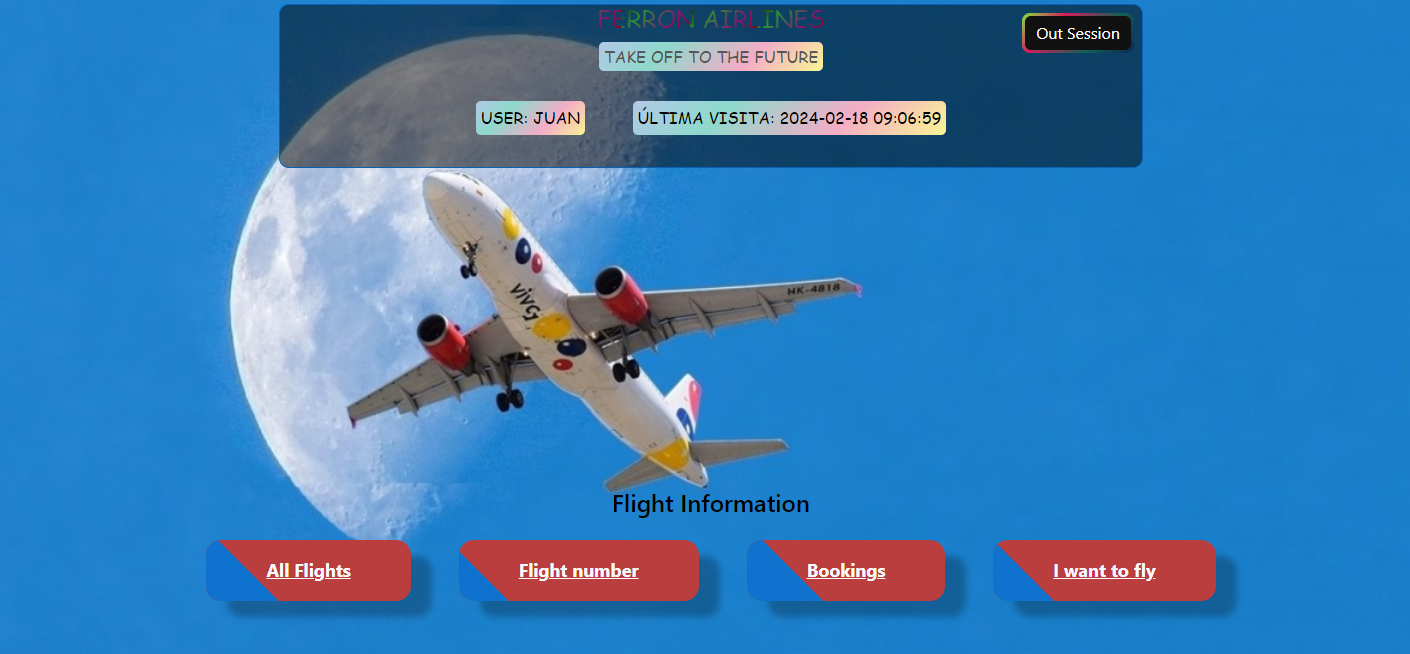 FERRON AIRLINES
Out Session
TAKE OFF TO THE FUTURE
USER: JUAN
ÚLTIMA VISITA: 2024-02-18 09:06:59
viva
HK-4818
Flight Information
All Flights
Flight number
Bookings
I want to fly